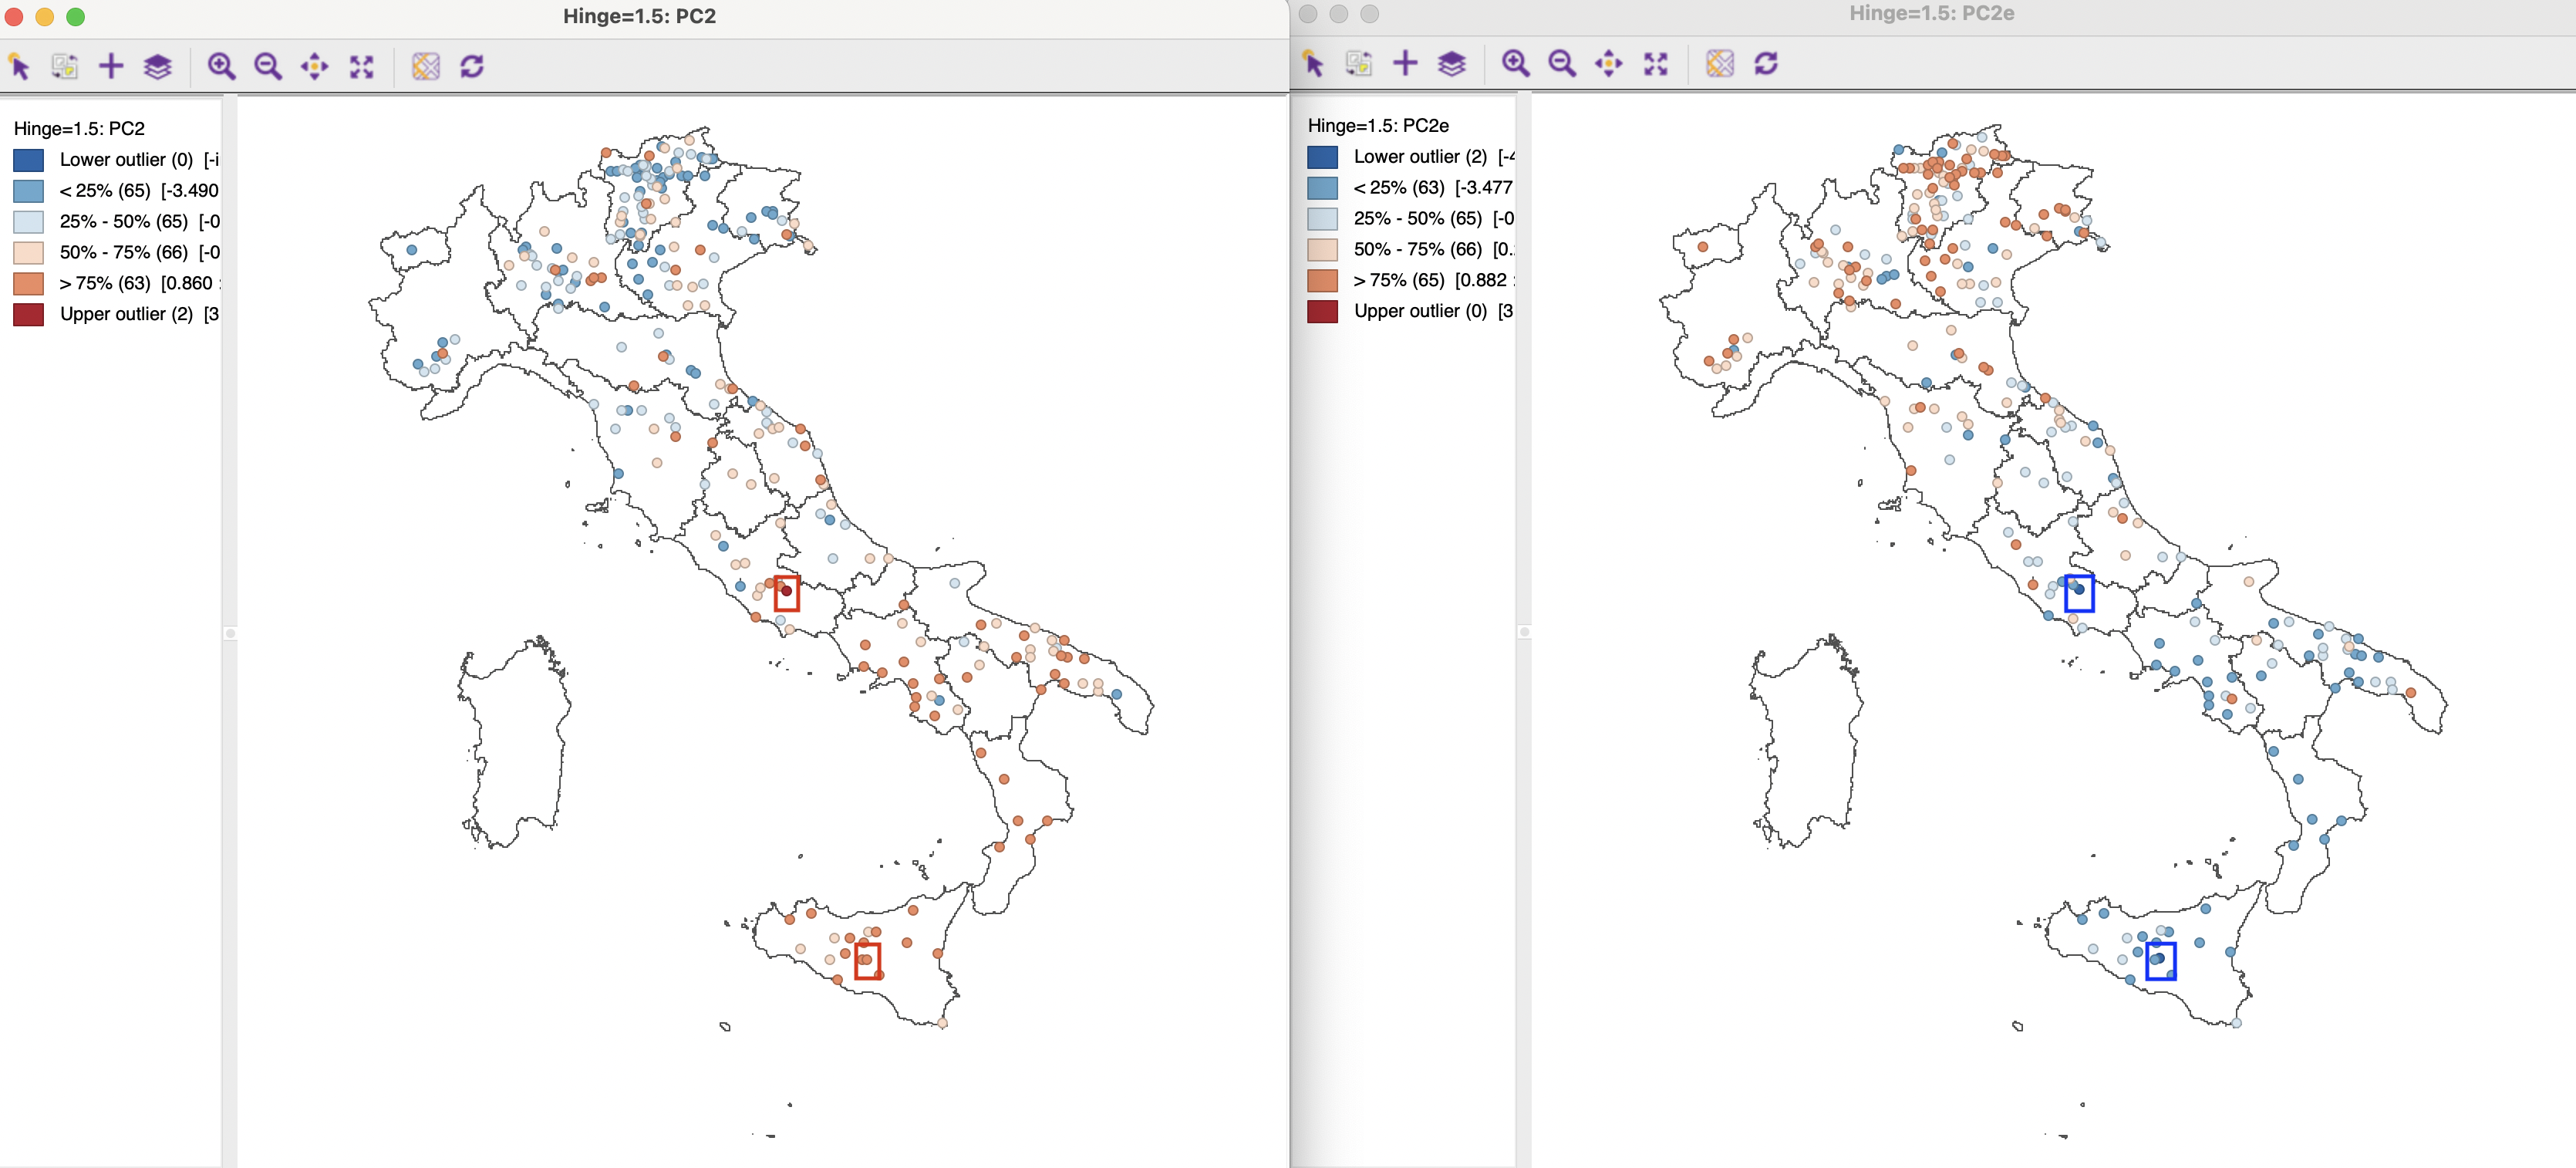 Hinge=1.5: PC2
Hinge=1.5: PC2
Lower outlier (0) [-i
< 25% (65) [-3.490
25% - 50% (65) [-0
50% - 75% (66) [-0
> 75% (63) [0.860 :
Upper outlier (2) [3
Hinge=1.5: PC2e
Hinge=1.5: PC2e
Lower outlier (2) [-4
< 25% (63) [-3.477
25% - 50% (65) [-0
50% - 75% (66) [0.
> 75% (65) [0.882 :
Upper outlier (0) [3